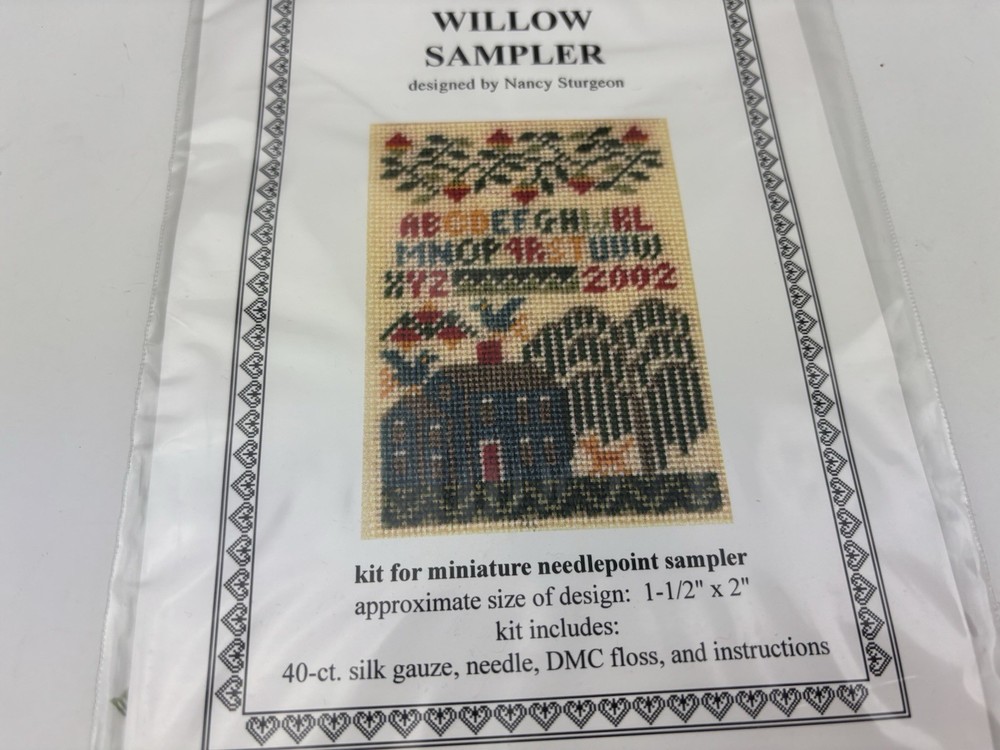 WILLOW
SAMPLER
designed by Nancy Sturgeon
ABCDEFGHIJKL
MNOPQRSTUVW
XYZ 2002
kit for miniature needlepoint sampler
approximate size of design: 1-1/2" x 2"
kit includes:
40-ct. silk gauze, needle, DMC floss, and instructions